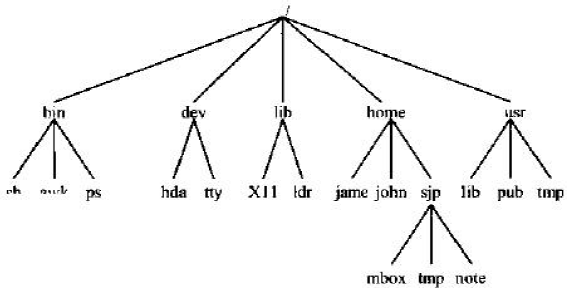 /
bin dev lib home usr
sh awk ps hda tty X11 ldr jame john sjp lib pub tmp
mbox tmp note